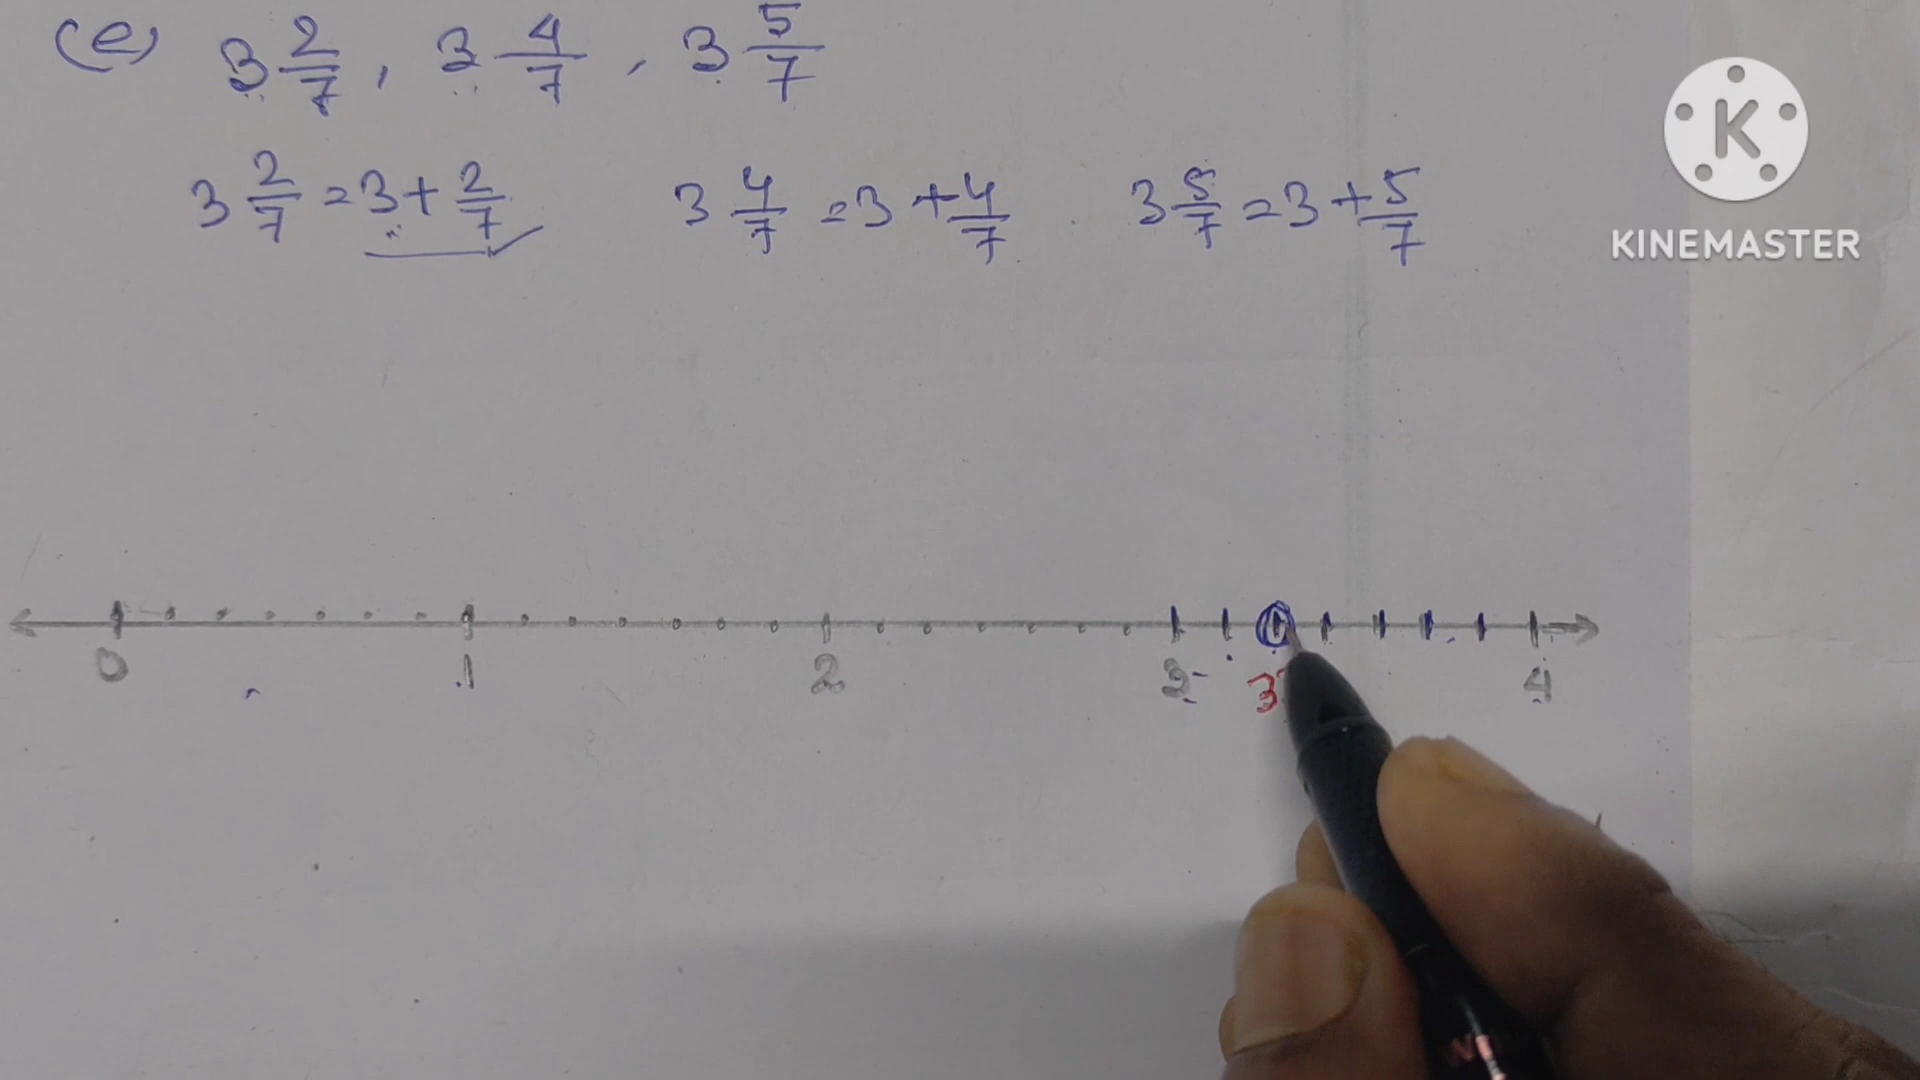 (e) 3 2/7, 3 4/7, 3 5/7
3 2/7 = 3 + 2/7 3 4/7 = 3 + 4/7 3 5/7 = 3 + 5/7
K
KINEMASTER
0 1 2 3 3 4